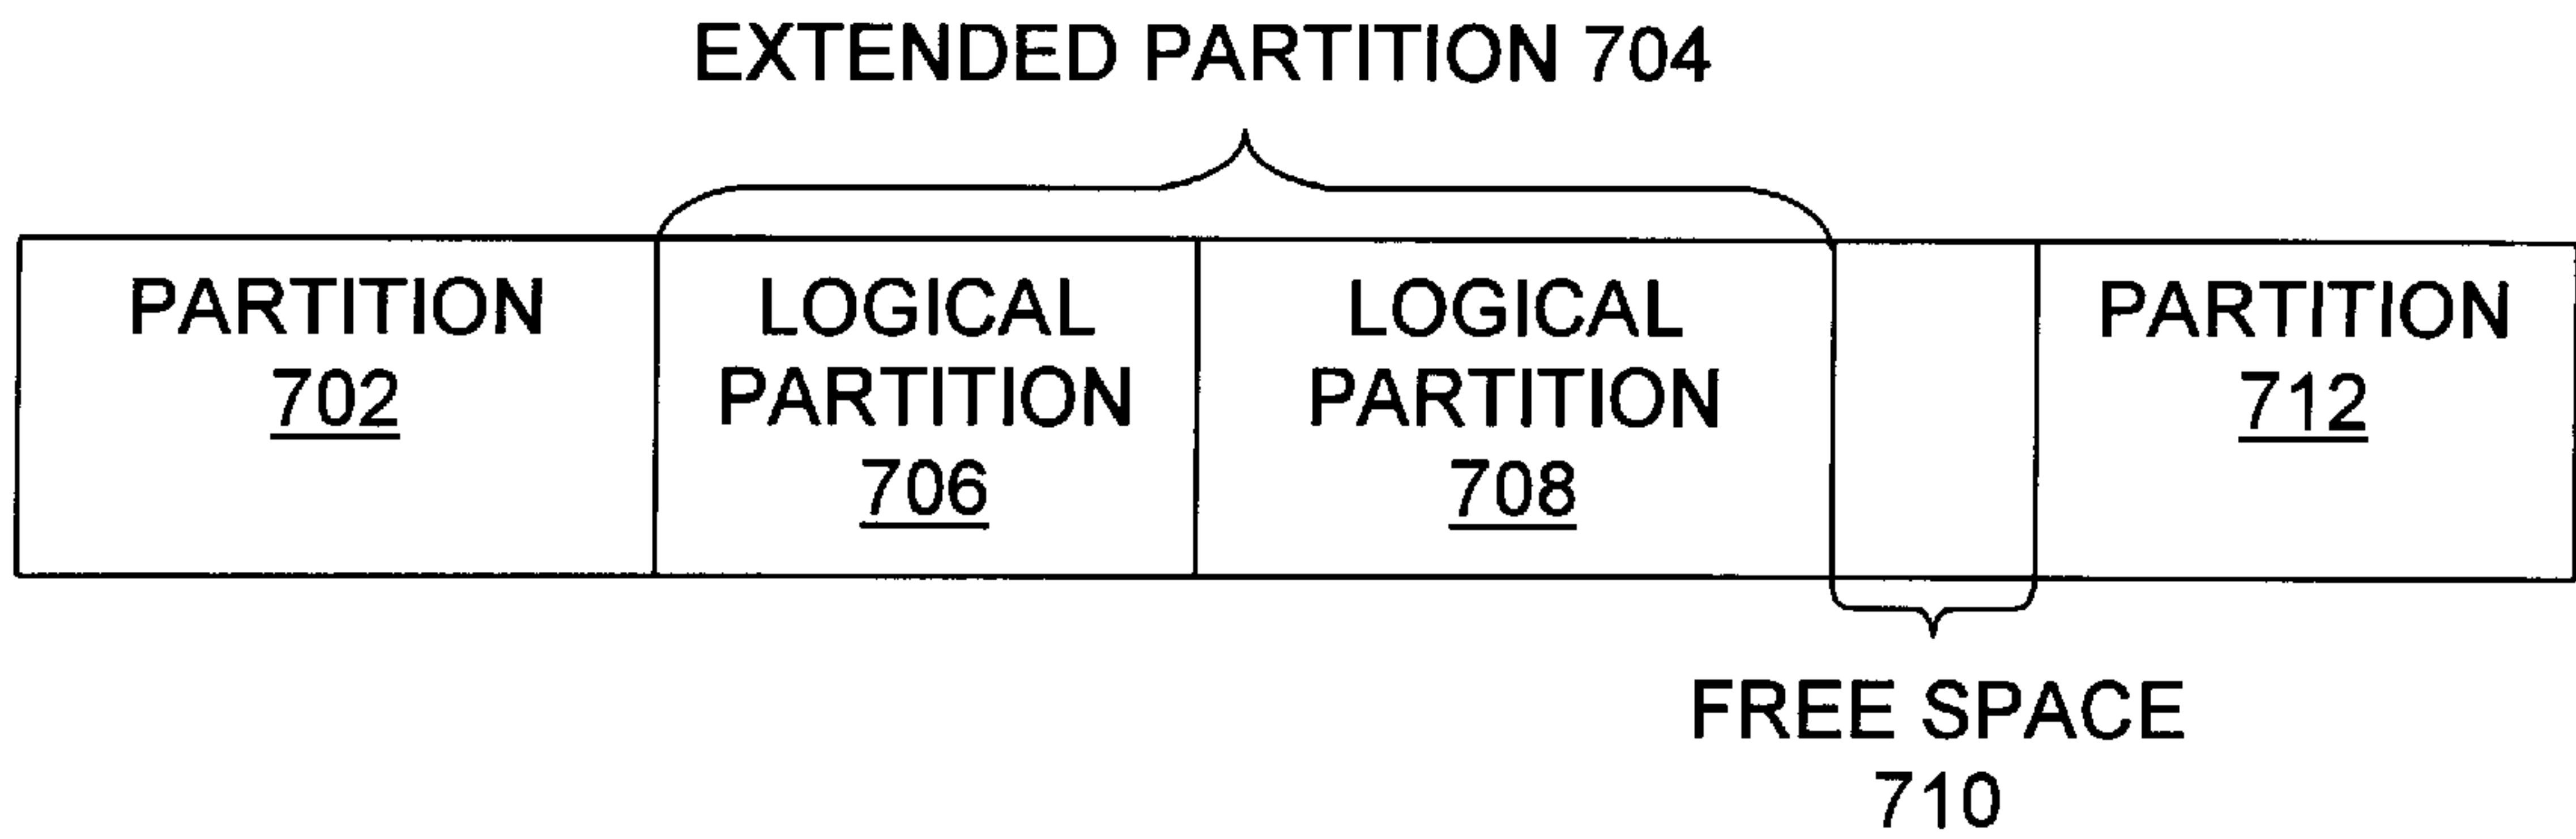 EXTENDED PARTITION 704
PARTITION
702
LOGICAL
PARTITION
706
LOGICAL
PARTITION
708
PARTITION
712
FREE SPACE
710